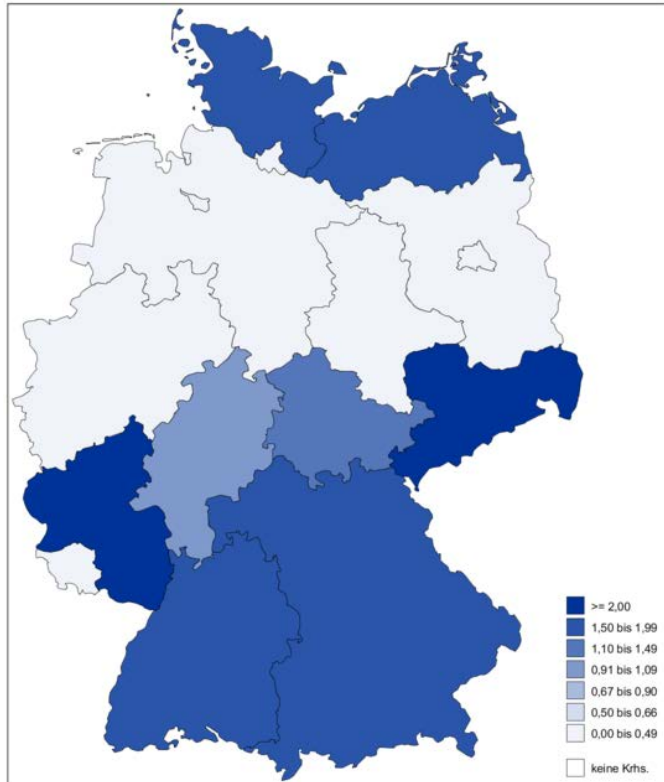 >= 2,00
1,50 bis 1,99
1,10 bis 1,49
0,91 bis 1,09
0,67 bis 0,90
0,50 bis 0,66
0,00 bis 0,49
keine Krhs.